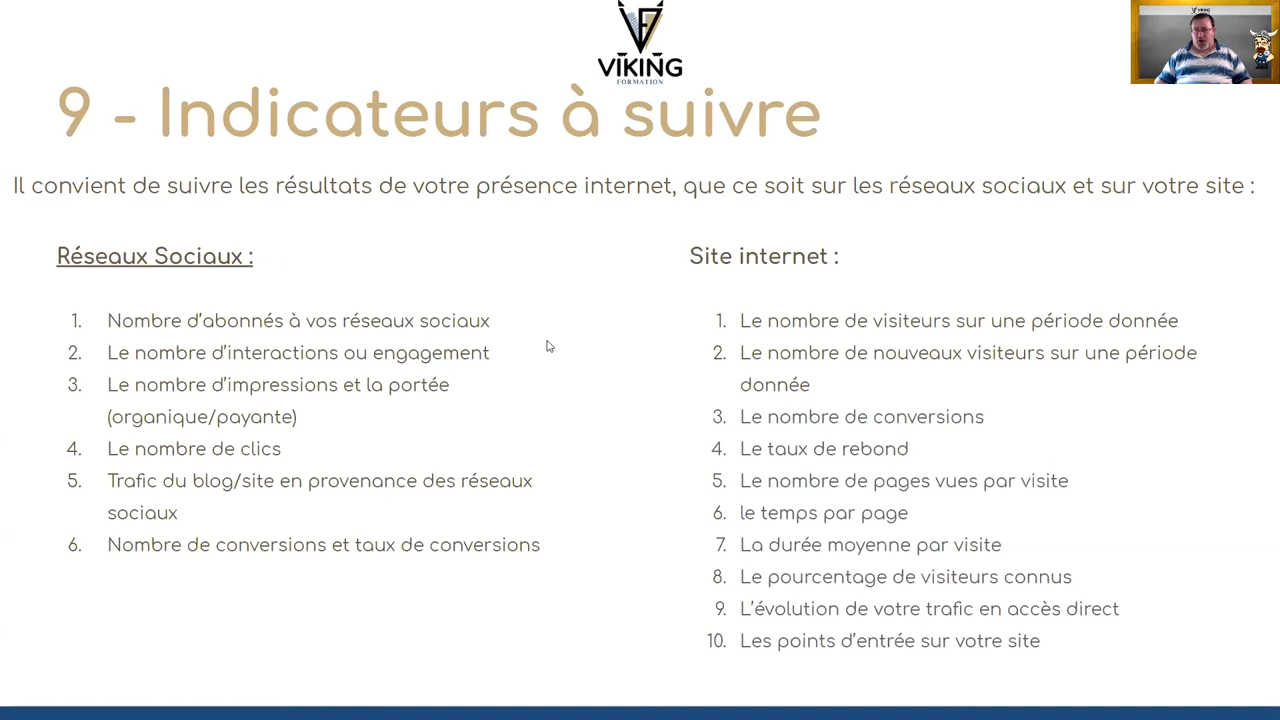 VIKING
FORMATION
VIKING
9 - Indicateurs à suivre
Il convient de suivre les résultats de votre présence internet, que ce soit sur les réseaux sociaux et sur votre site :
Réseaux Sociaux :
1. Nombre d'abonnés à vos réseaux sociaux
2. Le nombre d'interactions ou engagement
3. Le nombre d'impressions et la portée
(organique/payante)
4. Le nombre de clics
5. Trafic du blog/site en provenance des réseaux
sociaux
6. Nombre de conversions et taux de conversions
Site internet :
1. Le nombre de visiteurs sur une période donnée
2. Le nombre de nouveaux visiteurs sur une période
donnée
3. Le nombre de conversions
4. Le taux de rebond
5. Le nombre de pages vues par visite
6. le temps par page
7. La durée moyenne par visite
8. Le pourcentage de visiteurs connus
9. L'évolution de votre trafic en accès direct
10. Les points d'entrée sur votre site